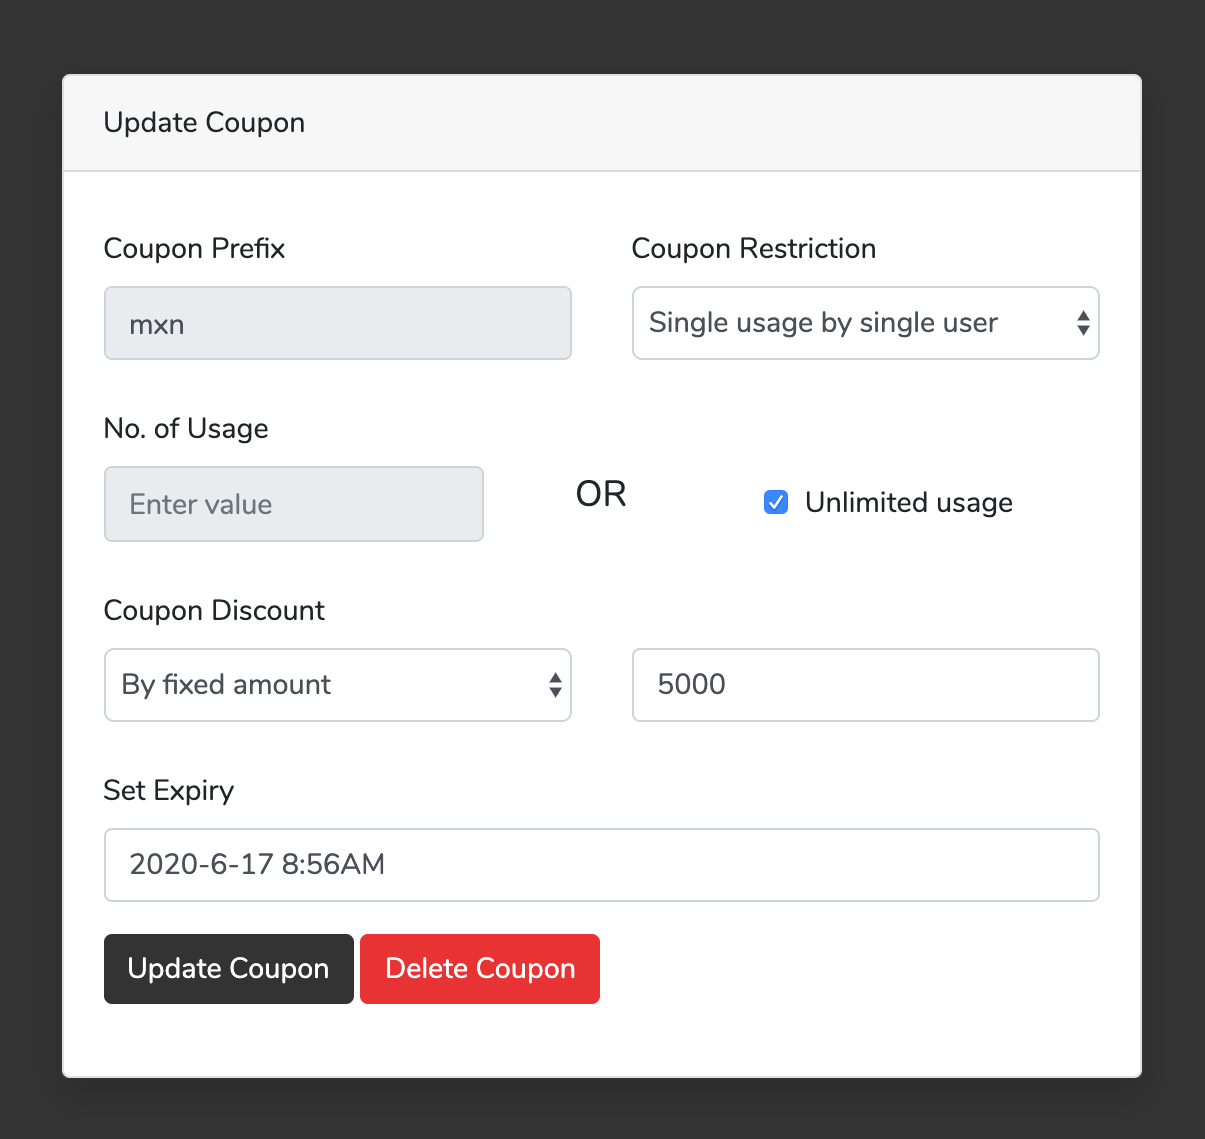 Update Coupon
Coupon Prefix
Coupon Restriction
mxn
Single usage by single user
No. of Usage
Enter value
OR
Unlimited usage
Coupon Discount
By fixed amount
5000
Set Expiry
2020-6-17 8:56AM
Update Coupon
Delete Coupon